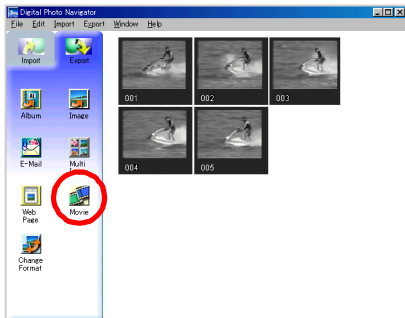 Digital Photo Navigator
File Edit Import Export Window Help
Import Export
Album Image
E-Mail Multi
Web Page Movie
Change Format
001 002 003
004 005